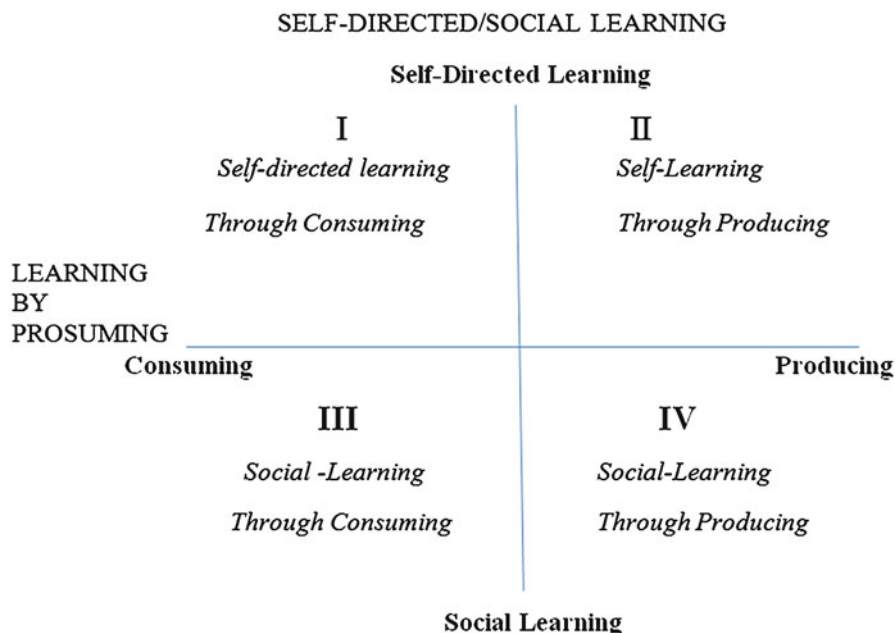 SELF-DIRECTED/SOCIAL LEARNING
Self-Directed Learning
I
Self-directed learning
Through Consuming
II
Self-Learning
Through Producing
LEARNING
BY
PROSUMING
Consuming
Producing
III
Social -Learning
Through Consuming
IV
Social-Learning
Through Producing
Social Learning